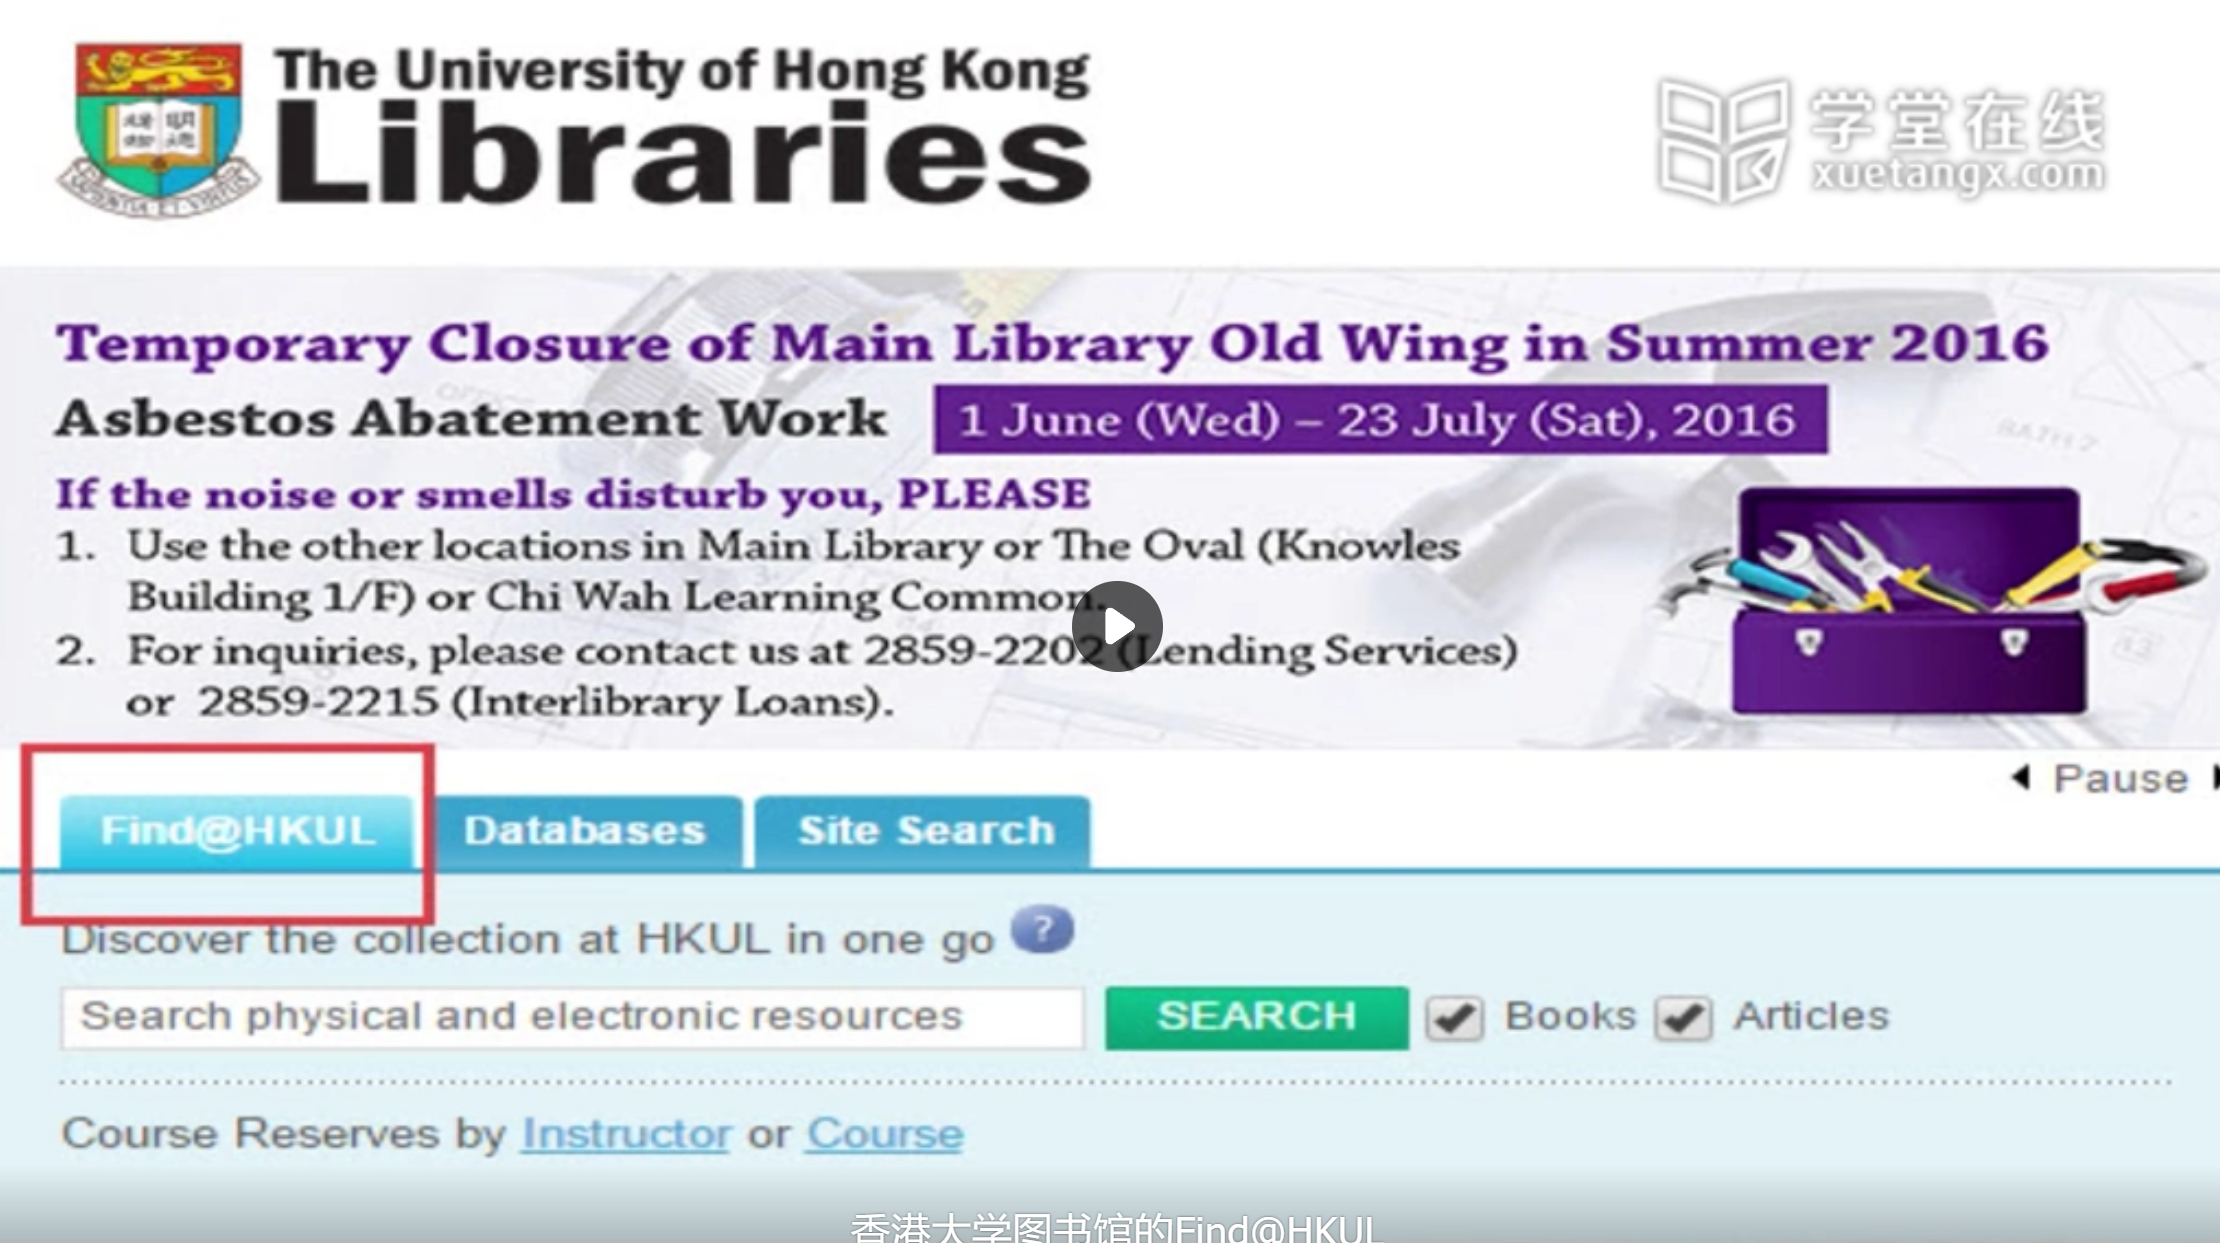 The University of Hong Kong
Libraries
学堂在线
xuetangx.com
Temporary Closure of Main Library Old Wing in Summer 2016
Asbestos Abatement Work 1 June (Wed) – 23 July (Sat), 2016
If the noise or smells disturb you, PLEASE
1. Use the other locations in Main Library or The Oval (Knowles
Building 1/F) or Chi Wah Learning Common.
2. For inquiries, please contact us at 2859-2202 (Lending Services)
or 2859-2215 (Interlibrary Loans).
Pause
Find@HKUL Databases Site Search
Discover the collection at HKUL in one go ?
Search physical and electronic resources SEARCH Books Articles
Course Reserves by Instructor or Course
香港大学图书馆的Find@HKUL